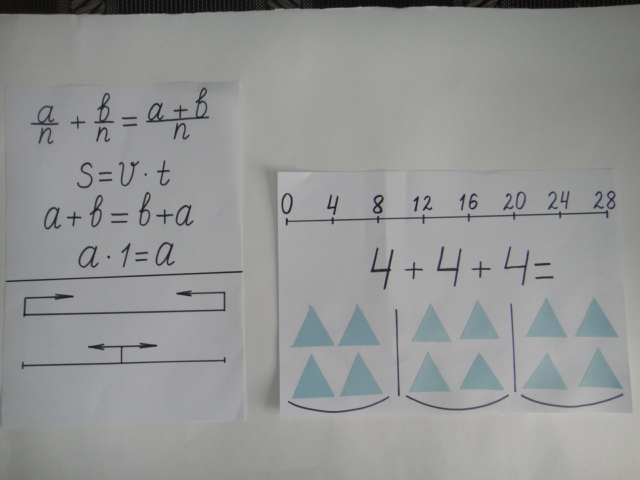 a/n + b/n = a+b/n
S=v·t
a+b=b+a
a·1=a
0 4 8 12 16 20 24 28
4+4+4=